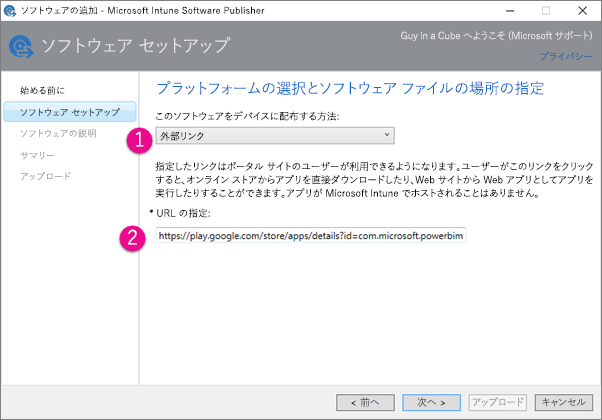 ソフトウェアの追加 - Microsoft Intune Software Publisher
ソフトウェア セットアップ
Guy in a Cube へようこそ (Microsoft サポート)
プライバシー
始める前に
ソフトウェア セットアップ
ソフトウェアの説明
サマリー
アップロード
プラットフォームの選択とソフトウェア ファイルの場所の指定
このソフトウェアをデバイスに配布する方法:
1
外部リンク
指定したリンクはポータル サイトのユーザーが利用できるようになります。ユーザーがこのリンクをクリック
すると、オンライン ストアからアプリを直接ダウンロードしたり、Web サイトから Web アプリとしてアプリを
実行したりすることができます。アプリが Microsoft Intune でホストされることはありません。
* URL の指定:
2
https://play.google.com/store/apps/details?id=com.microsoft.powerbim
< 前へ
次へ >
アップロード
キャンセル